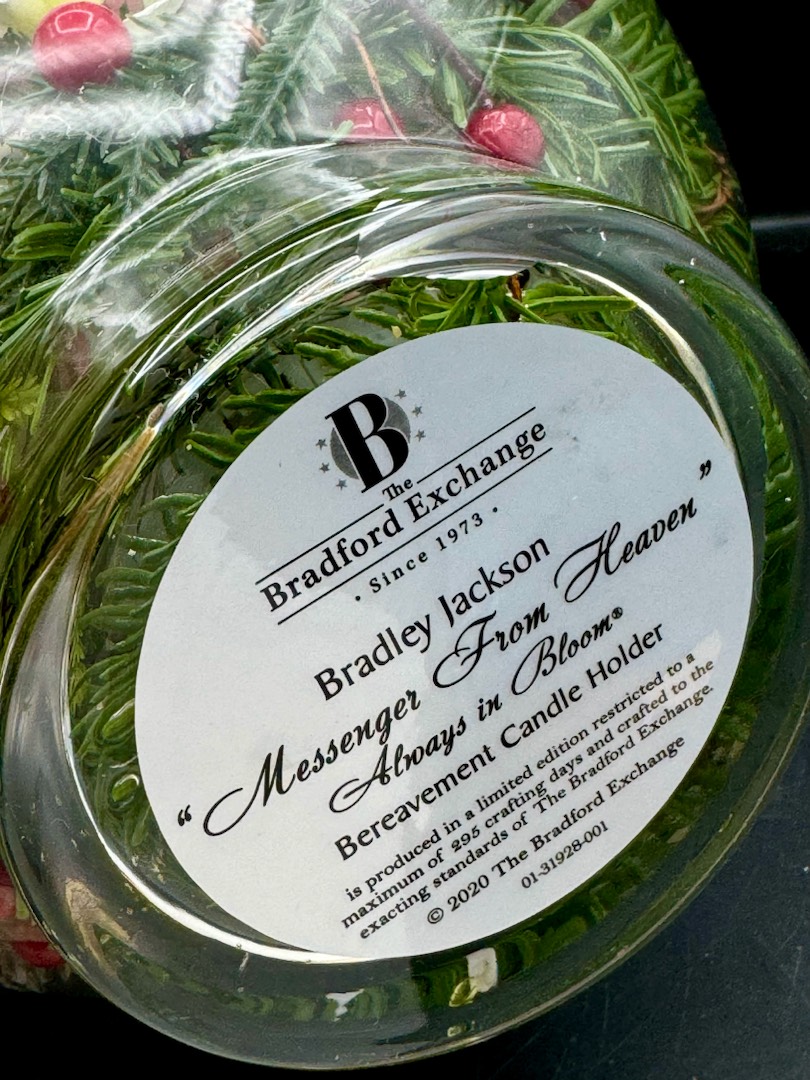 B
The
Bradford Exchange
• Since 1973 •
Bradley Jackson
“Messenger From Heaven”
Always in Bloom®
Bereavement Candle Holder
is produced in a limited edition restricted to a
maximum of 295 crafting days and crafted to the
exacting standards of The Bradford Exchange.
© 2020 The Bradford Exchange
01-31928-001